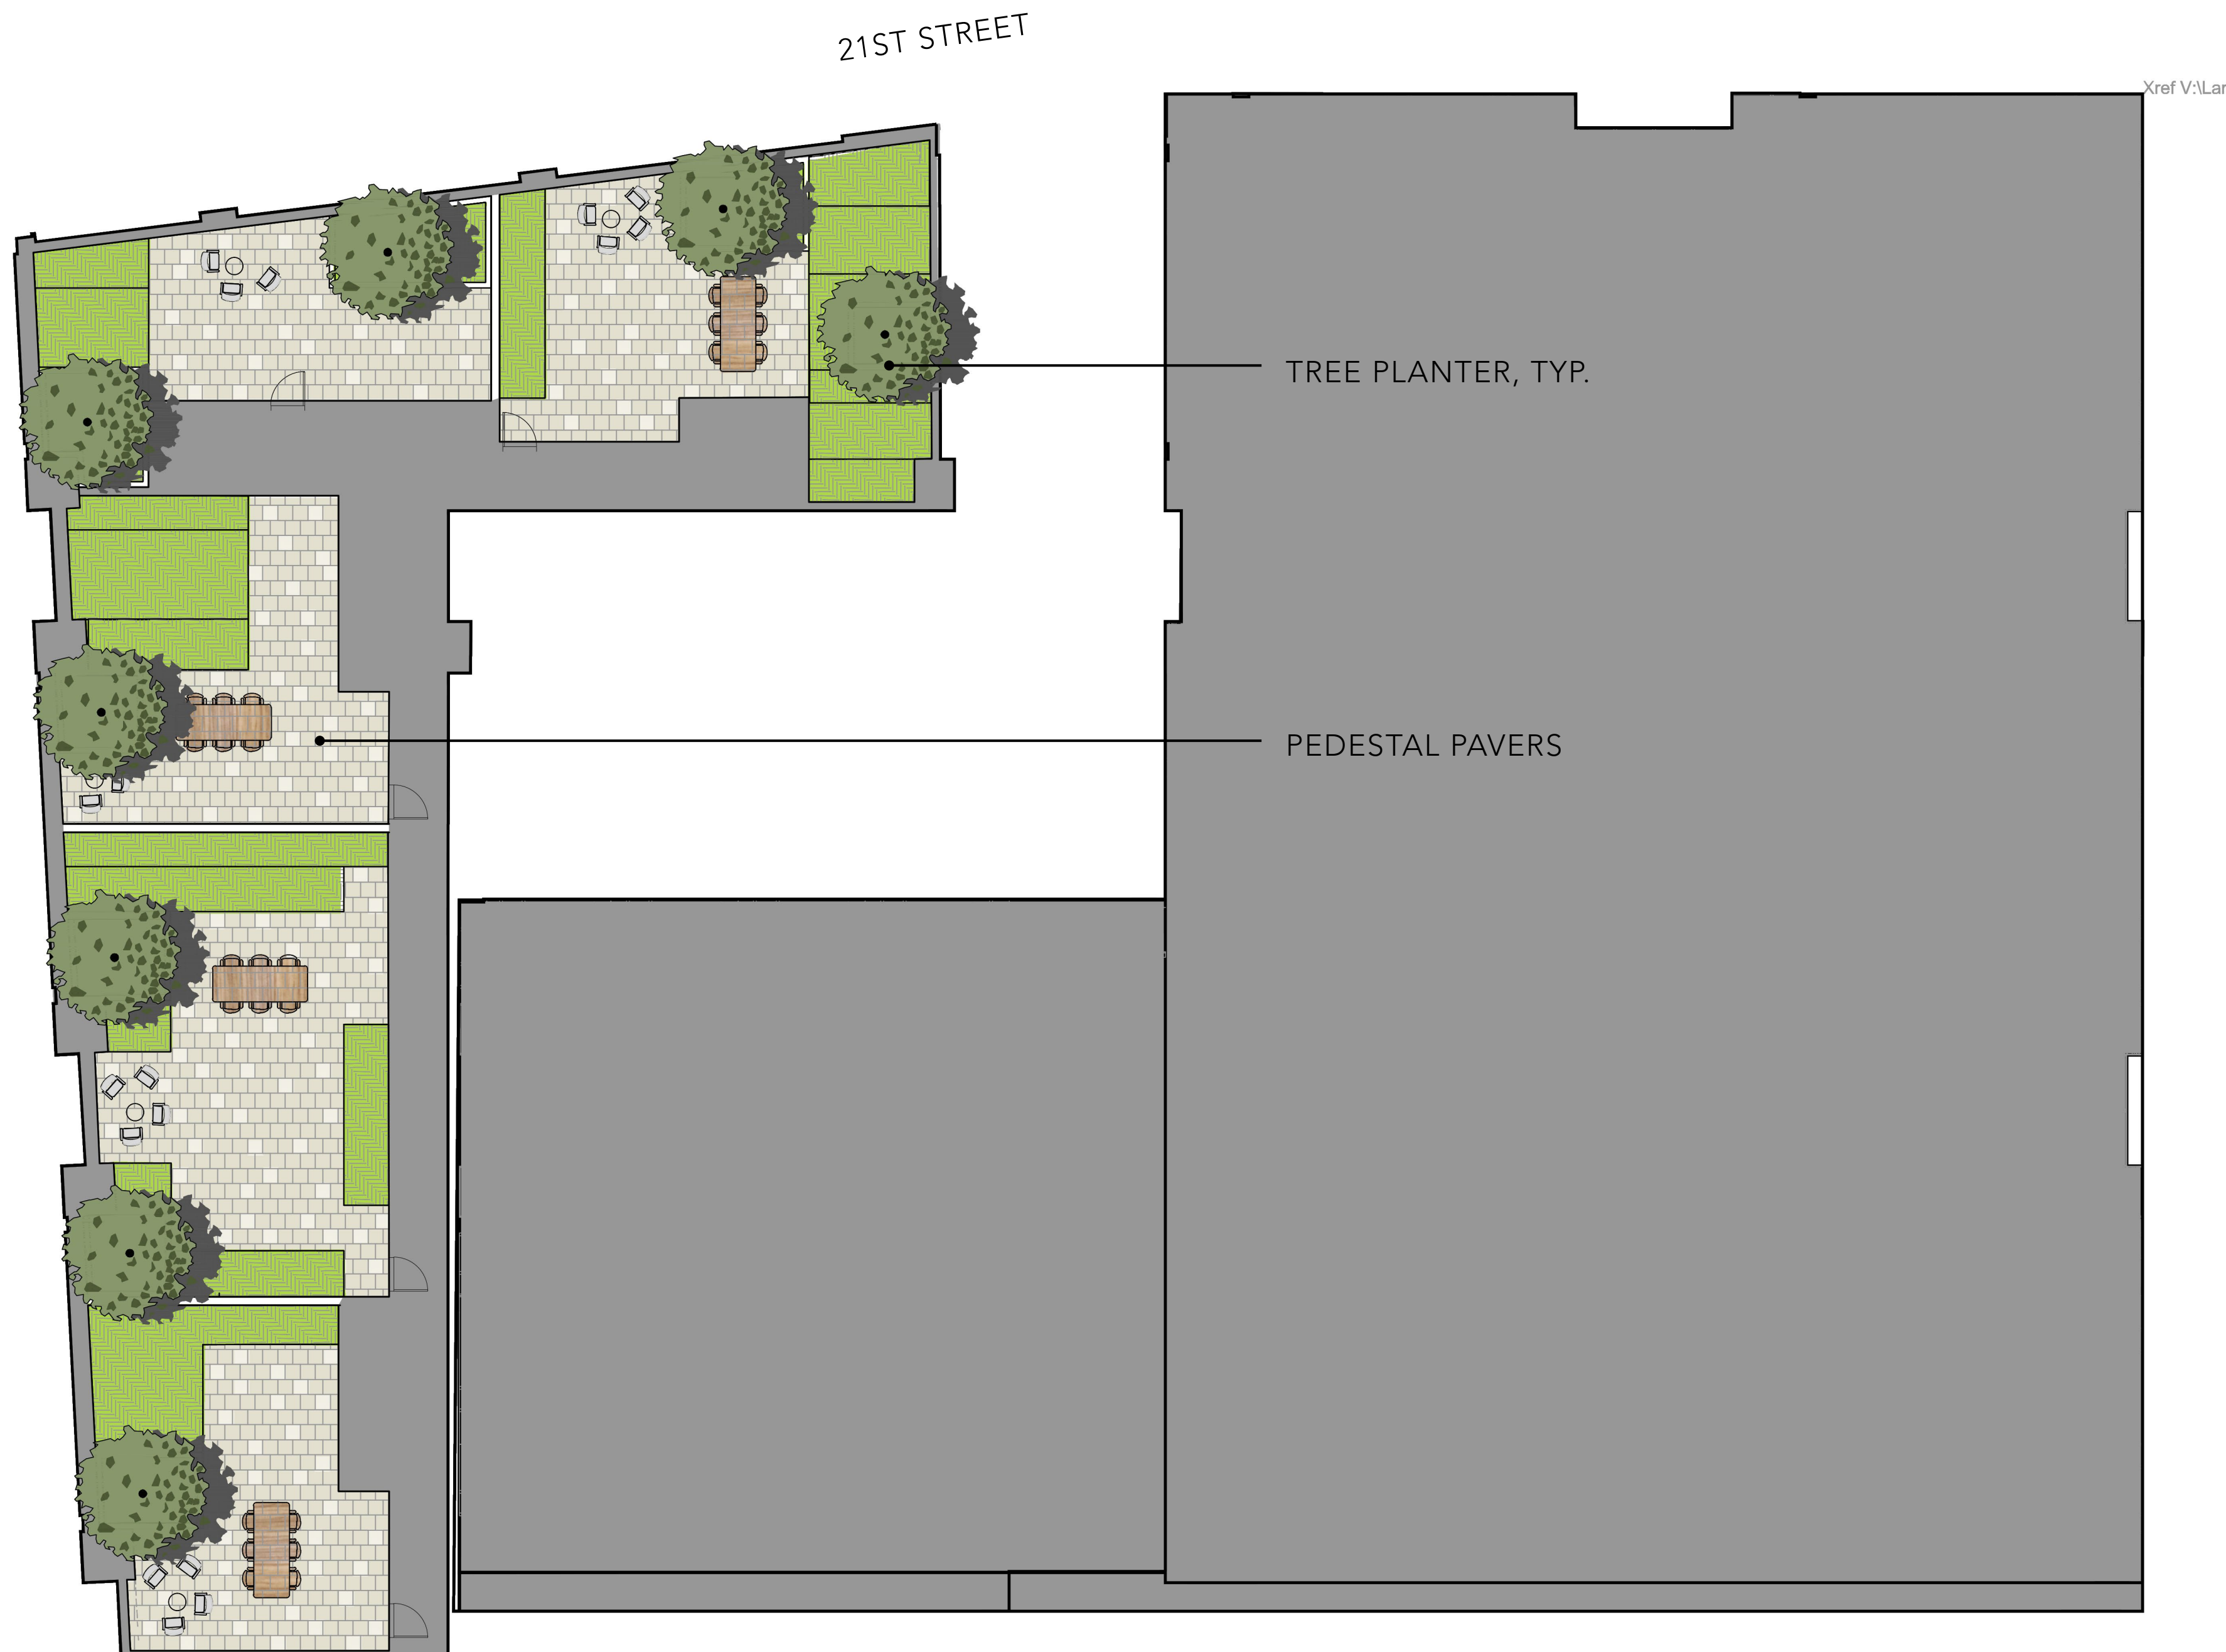 21ST STREET
Xref V:\Lar
TREE PLANTER, TYP.
PEDESTAL PAVERS